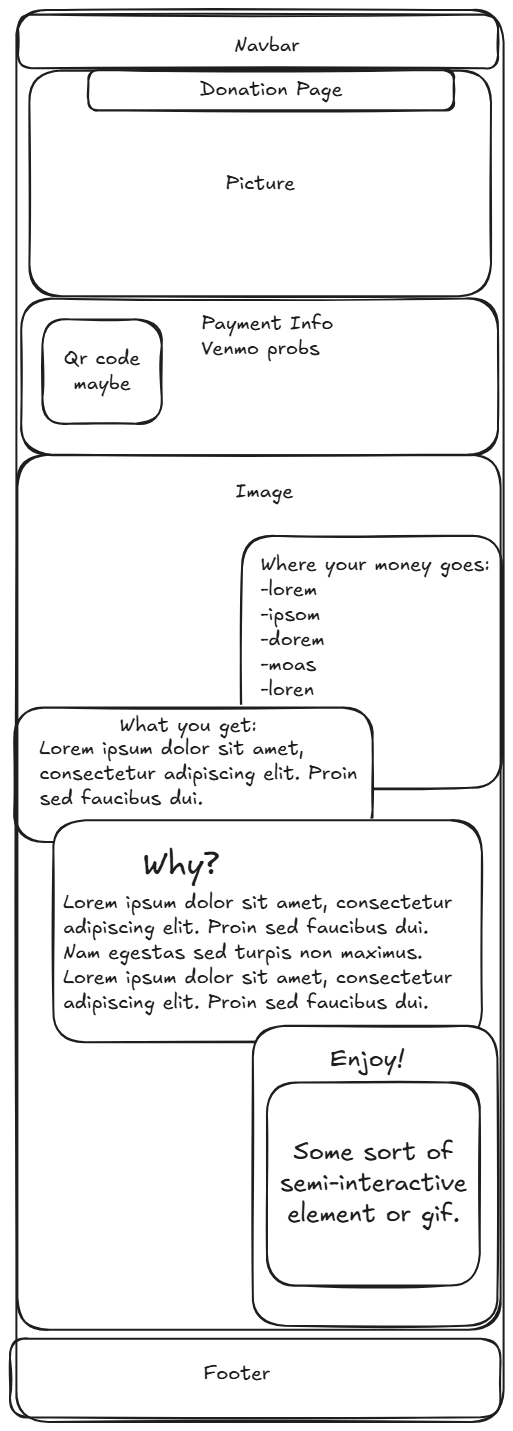 Navbar
Donation Page
Picture
Payment Info
Venmo probs
Qr code
maybe
Image
Where your money goes:
-lorem
-ipsom
-dorem
-moas
-loren
What you get:
Lorem ipsum dolor sit amet,
consectetur adipiscing elit. Proin
sed faucibus dui.
Why?
Lorem ipsum dolor sit amet, consectetur
adipiscing elit. Proin sed faucibus dui.
Nam egestas sed turpis non maximus.
Lorem ipsum dolor sit amet, consectetur
adipiscing elit. Proin sed faucibus dui.
Enjoy!
Some sort of
semi-interactive
element or gif.
Footer